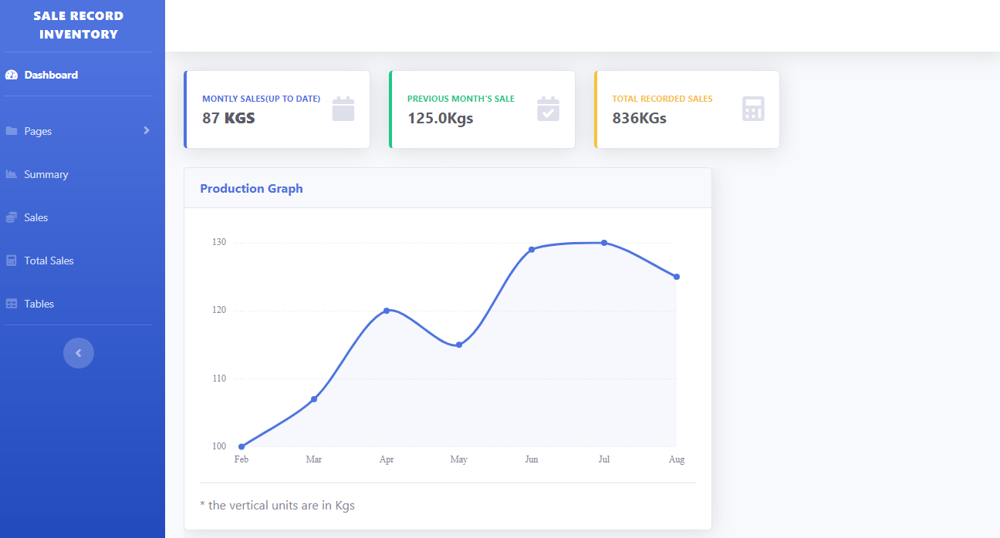 SALE RECORD
INVENTORY
Dashboard
Pages
Summary
Sales
Total Sales
Tables
MONTLY SALES(UP TO DATE)
87 KGS
PREVIOUS MONTH'S SALE
125.0Kgs
TOTAL RECORDED SALES
836KGs
Production Graph
130
120
110
100
Feb Mar Apr May Jun Jul Aug
* the vertical units are in Kgs